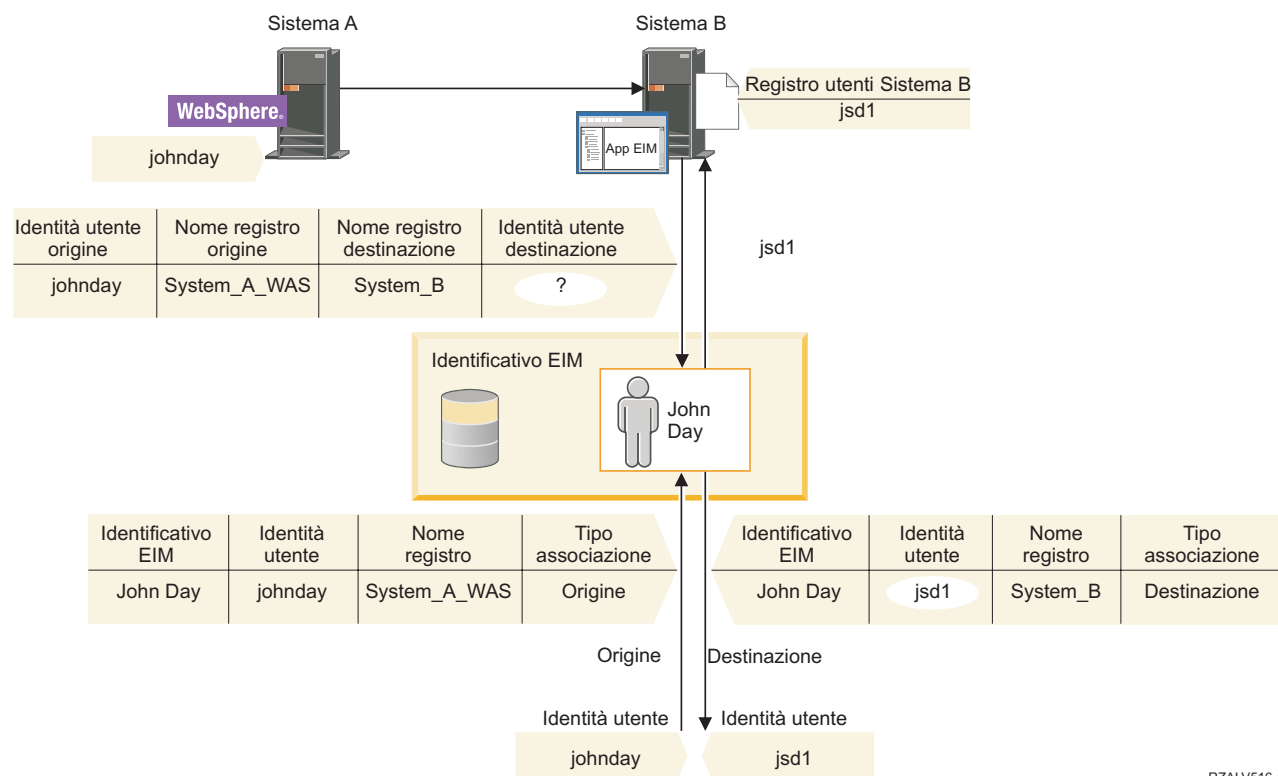 Sistema A
Sistema B
WebSphere®
johnday
App EIM
Registro utenti Sistema B
jsd1
Identità utente origine
Nome registro origine
Nome registro destinazione
Identità utente destinazione
johnday
System_A_WAS
System_B
?
jsd1
Identificativo EIM
John
Day
Identificativo EIM
Identità utente
Nome registro
Tipo associazione
John Day
johnday
System_A_WAS
Origine
Identificativo EIM
Identità utente
Nome registro
Tipo associazione
John Day
jsd1
System_B
Destinazione
Origine
Destinazione
Identità utente
Identità utente
johnday
jsd1